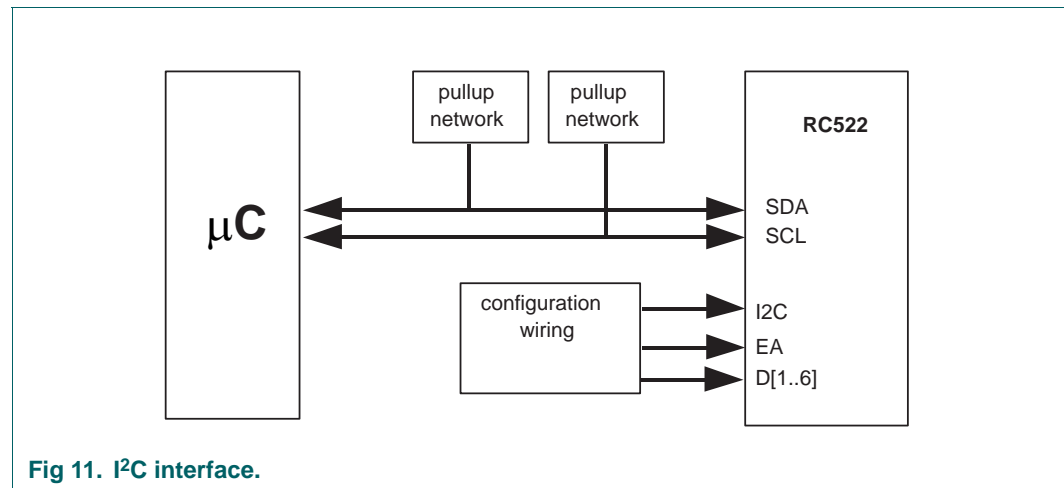 pullup
network
pullup
network
RC522
μC
SDA
SCL
configuration
wiring
I2C
EA
D[1..6]
Fig 11. I²C interface.